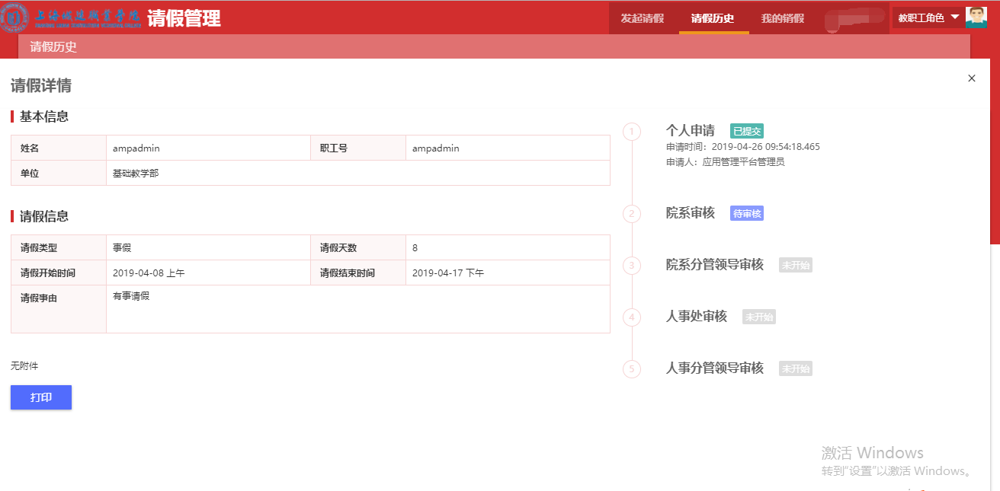 请假管理
发起请假 请假历史 我的销假 教职工角色
请假历史
请假详情
基本信息
姓名 ampadmin 职工号 ampadmin
单位 基础教学部
请假信息
请假类型 事假 请假天数 8
请假开始时间 2019-04-08 上午 请假结束时间 2019-04-17 下午
请假事由 有事请假
无附件
打印
1 个人申请 已提交
申请时间：2019-04-26 09:54:18.465
申请人：应用管理平台管理员
2 院系审核 待审核
3 院系分管领导审核 未开始
4 人事处审核 未开始
5 人事分管领导审核 未开始
激活 Windows
转到"设置"以激活 Windows。